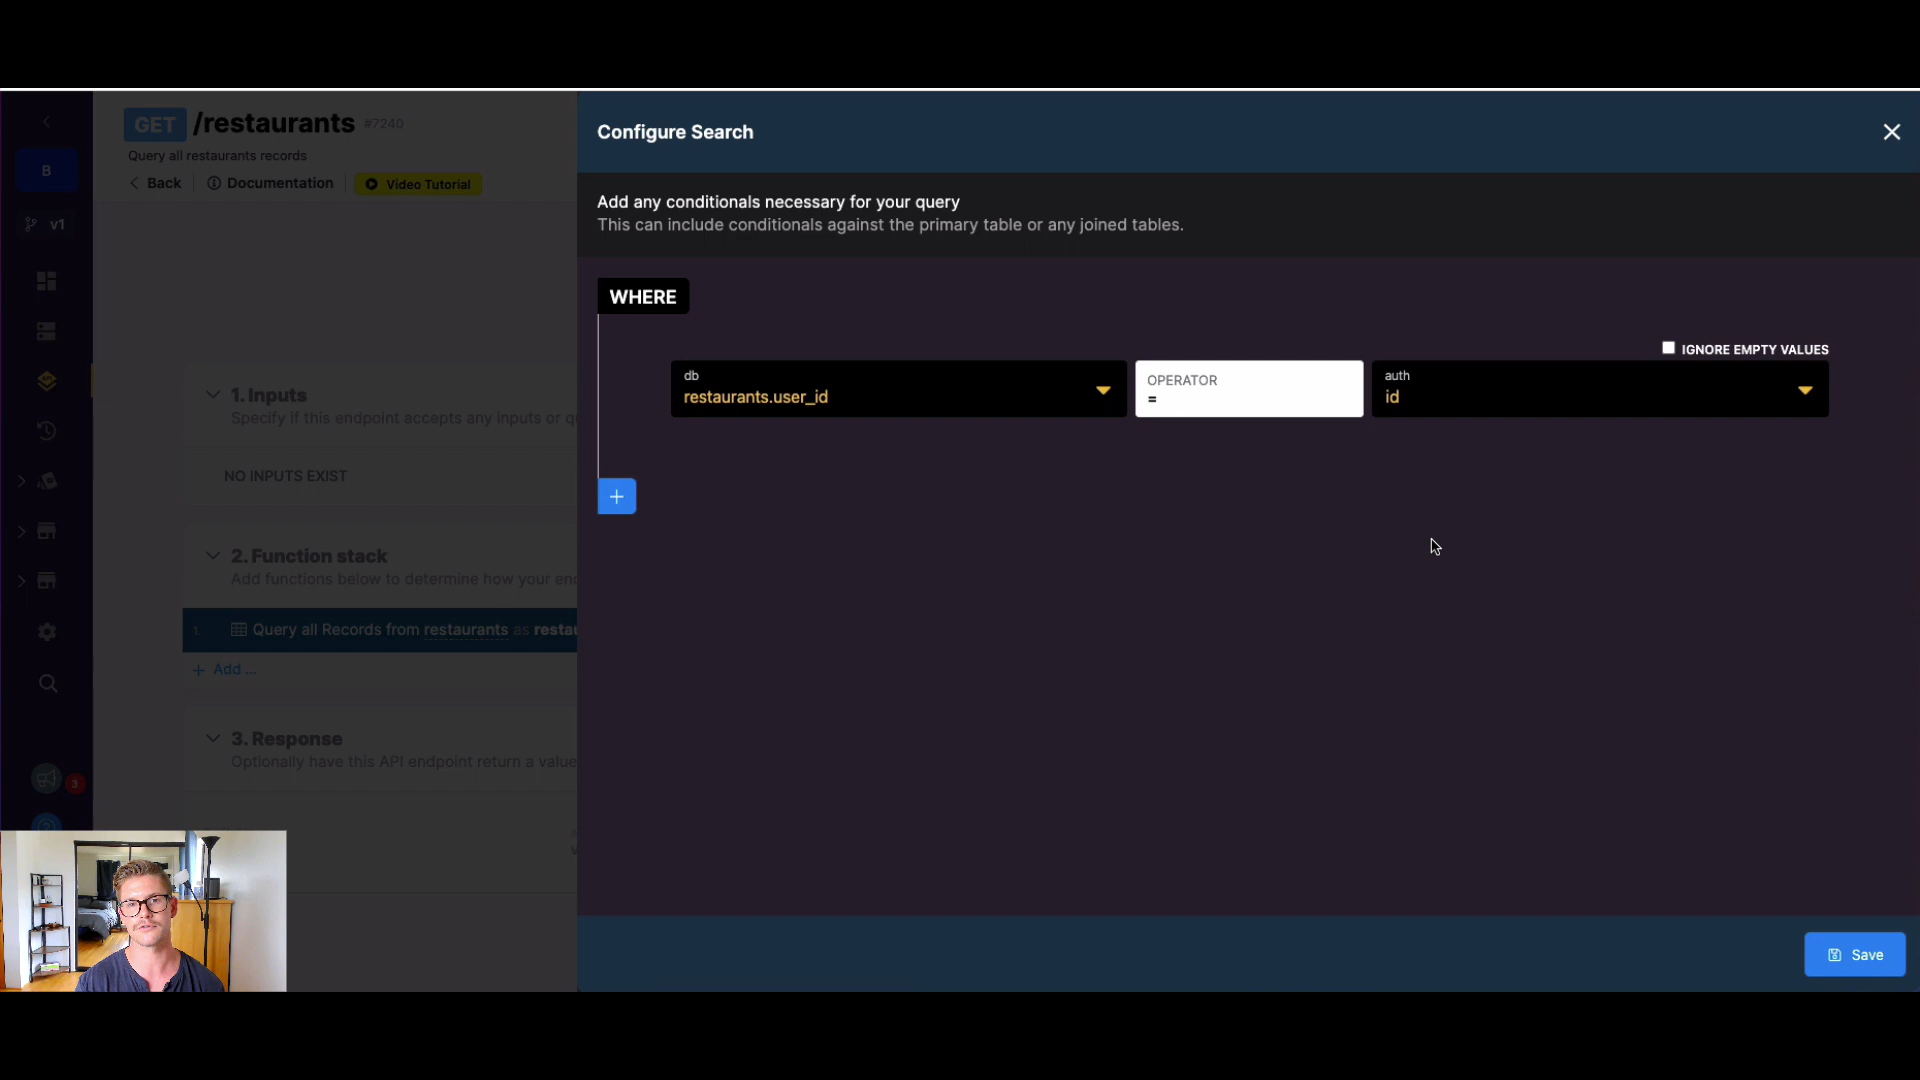 GET /restaurants #7240
Query all restaurants records
Back
Documentation
Video Tutorial
B
v1
1. Inputs
Specify if this endpoint accepts any inputs or qu
NO INPUTS EXIST
2. Function stack
Add functions below to determine how your end
1. Query all Records from restaurants as restau
+ Add ...
3. Response
Optionally have this API endpoint return a value
3
Configure Search
Add any conditionals necessary for your query
This can include conditionals against the primary table or any joined tables.
WHERE
IGNORE EMPTY VALUES
db
restaurants.user_id
OPERATOR
=
auth
id
+
Save